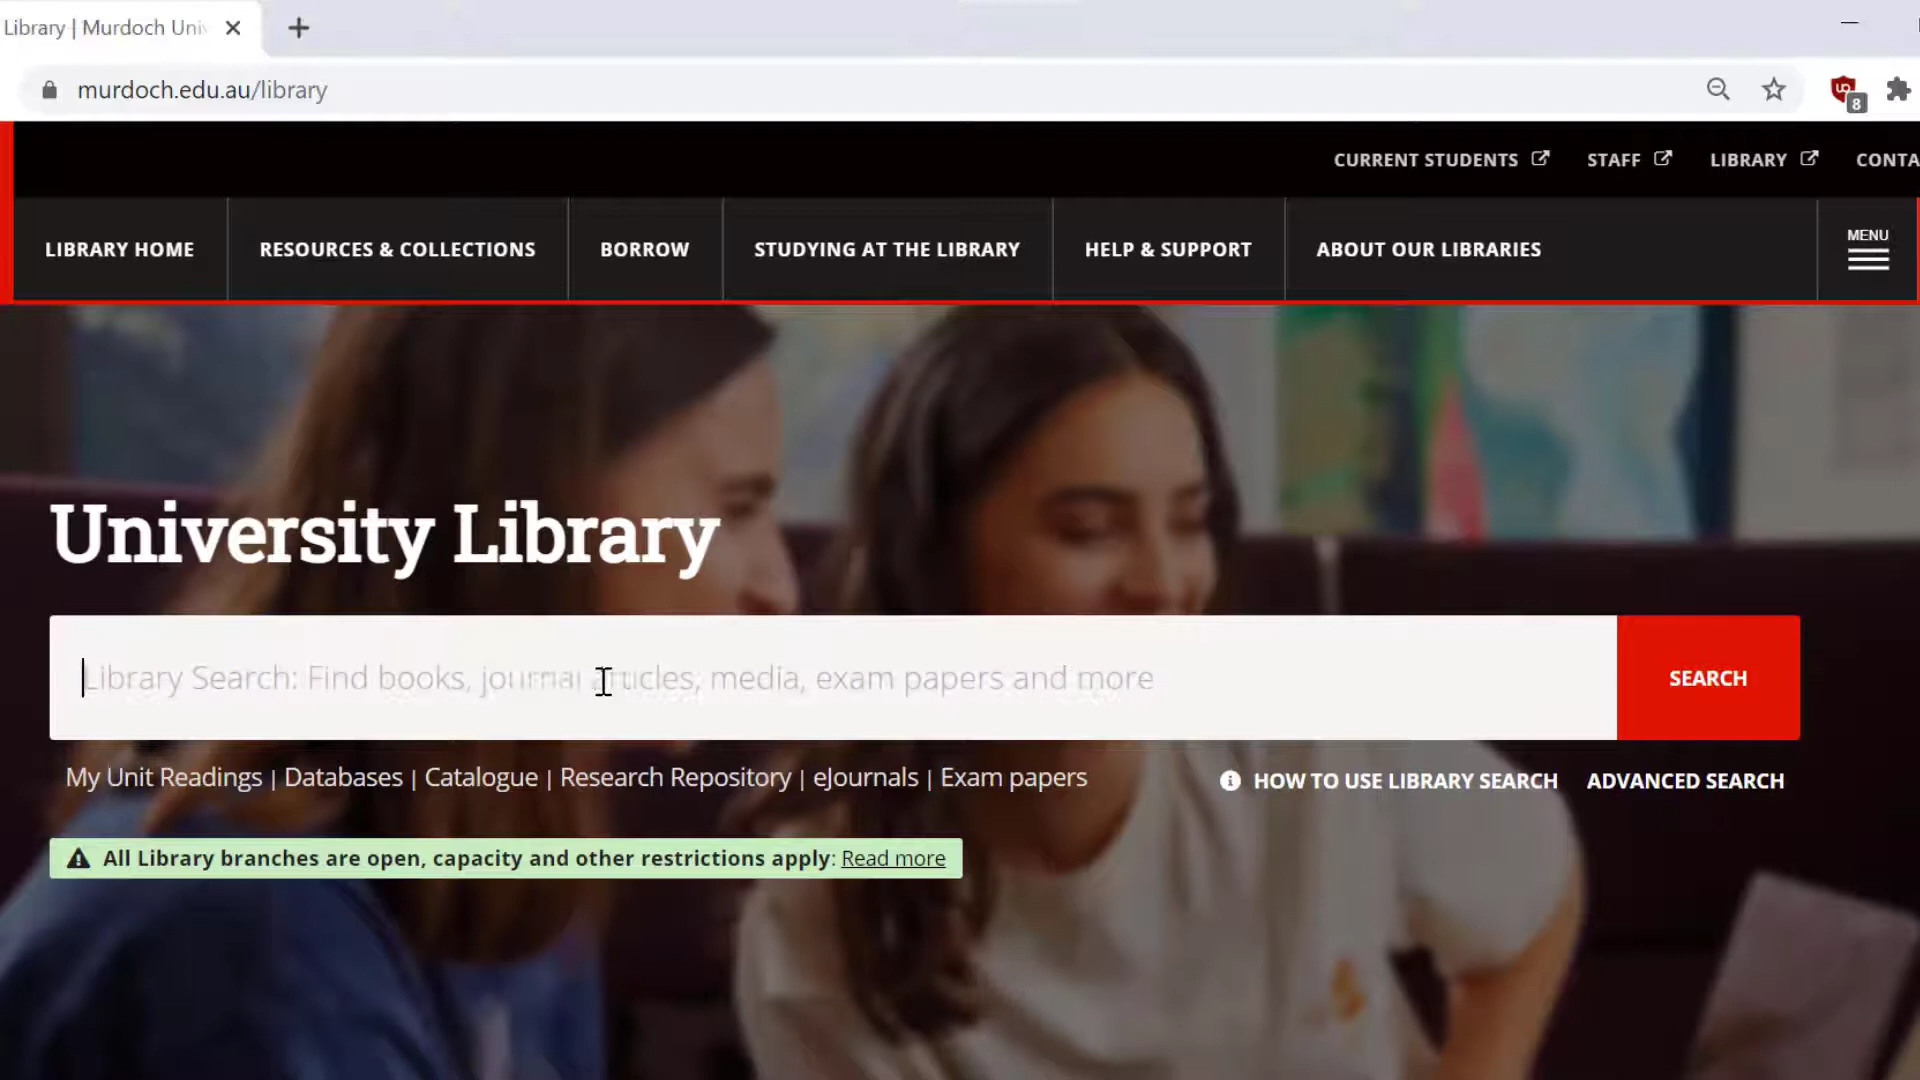 Library | Murdoch Uni
murdoch.edu.au/library
8
CURRENT STUDENTS STAFF LIBRARY CONTA
LIBRARY HOME RESOURCES & COLLECTIONS BORROW STUDYING AT THE LIBRARY HELP & SUPPORT ABOUT OUR LIBRARIES MENU
University Library
Library Search: Find books, journal articles, media, exam papers and more SEARCH
My Unit Readings | Databases | Catalogue | Research Repository | eJournals | Exam papers HOW TO USE LIBRARY SEARCH ADVANCED SEARCH
All Library branches are open, capacity and other restrictions apply: Read more